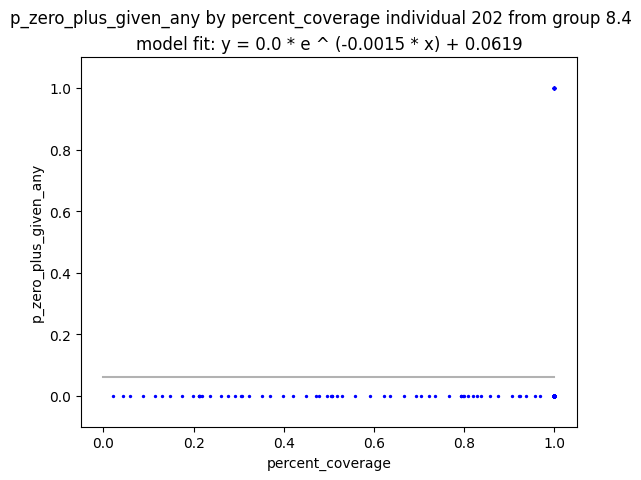 p_zero_plus_given_any by percent_coverage individual 202 from group 8.4
model fit: y = 0.0 * e ^ (-0.0015 * x) + 0.0619
1.0
0.8
0.6
0.4
0.2
0.0
p_zero_plus_given_any
0.0 0.2 0.4 0.6 0.8 1.0
percent_coverage